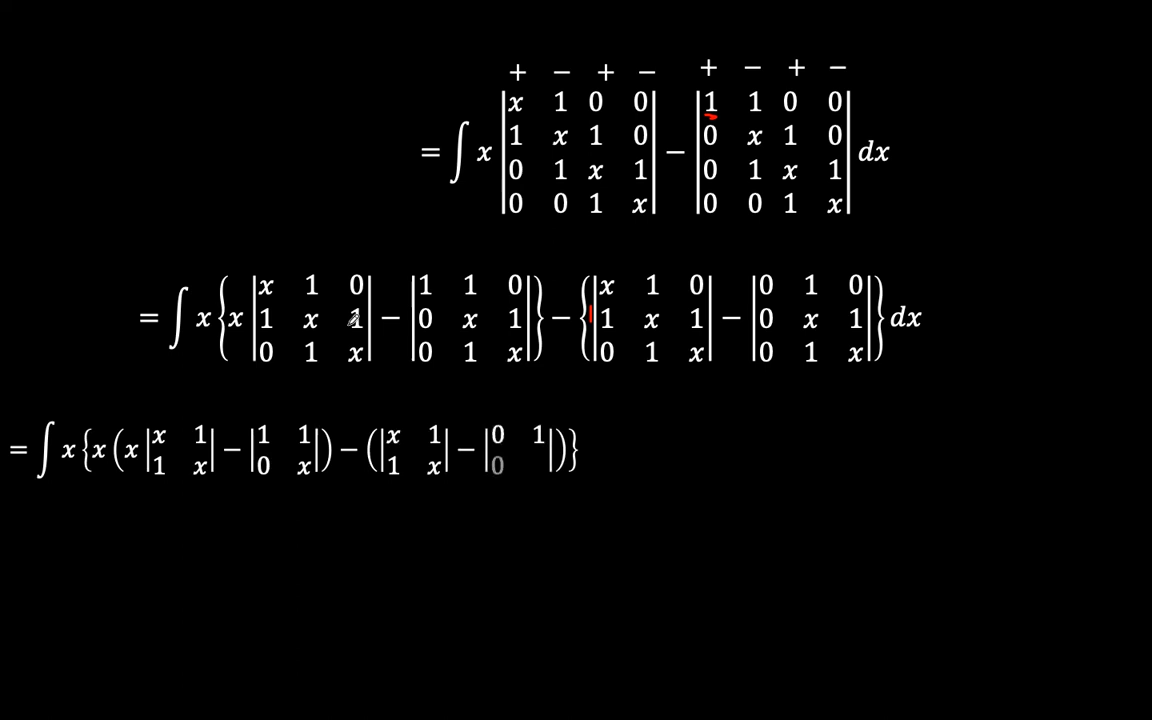 + − + − + − + −
= ∫ x |x 1 0 0; 1 x 1 0; 0 1 x 1; 0 0 1 x| − |1 1 0 0; 0 x 1 0; 0 1 x 1; 0 0 1 x| dx
= ∫ x {x |x 1 0; 1 x 1; 0 1 x| − |1 1 0; 0 x 1; 0 1 x|} − {|x 1 0; 1 x 1; 0 1 x| − |0 1 0; 0 x 1; 0 1 x|} dx
= ∫ x {x (x |x 1; 1 x| − |1 1; 0 x|) − (|x 1; 1 x| − |0 1; 0|)}